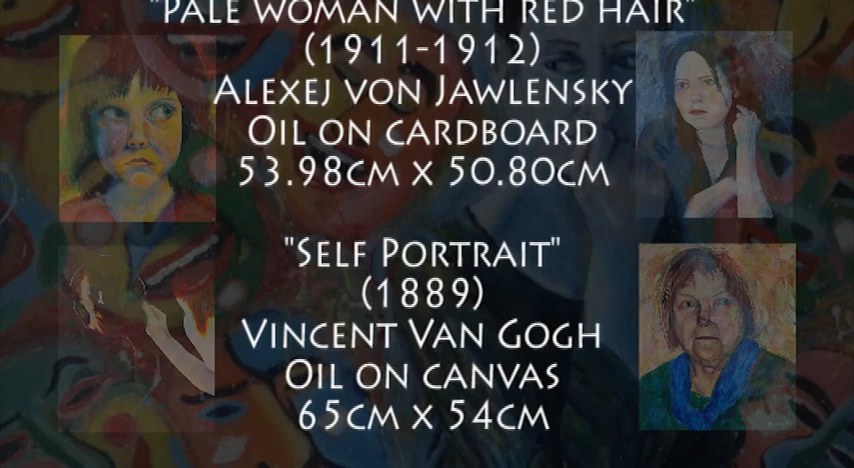 "Pale woman with red hair"
(1911-1912)
Alexej von Jawlensky
Oil on cardboard
53.98cm x 50.80cm
"Self Portrait"
(1889)
Vincent Van Gogh
Oil on canvas
65cm x 54cm